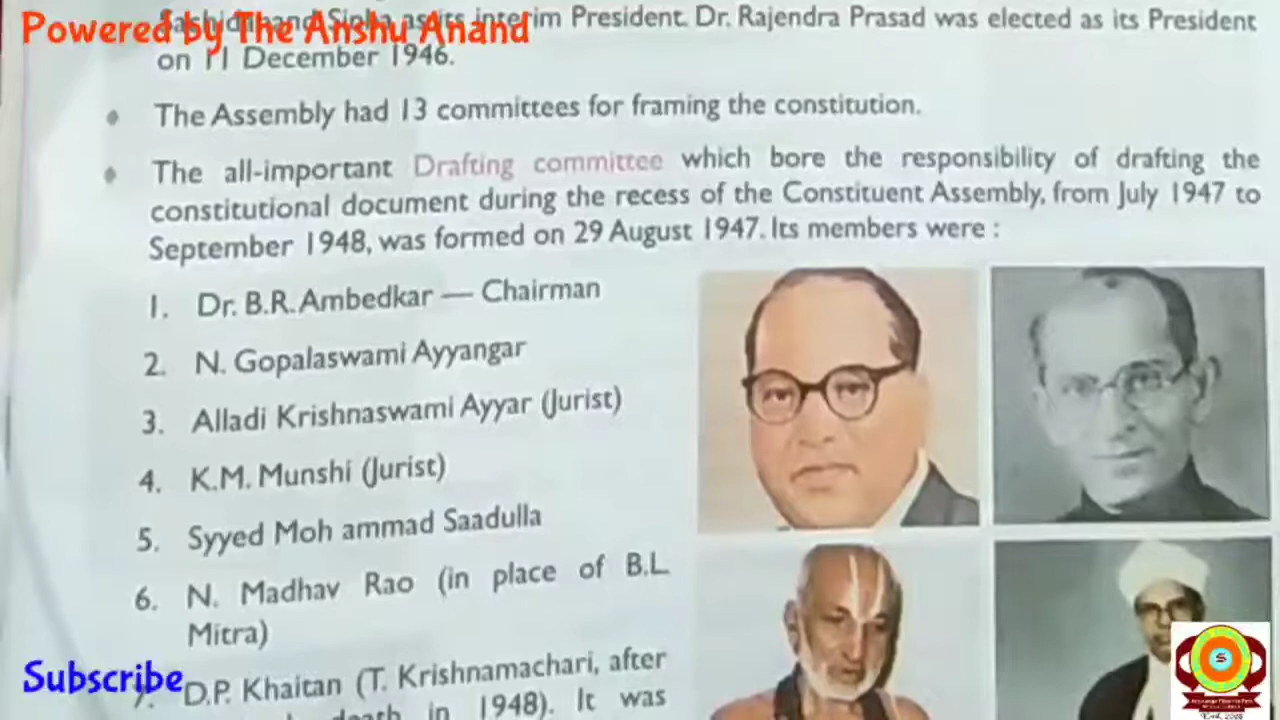 Powered by The Anshu Anand
as its interim President. Dr. Rajendra Prasad was elected as its President
on 11 December 1946.
The Assembly had 13 committees for framing the constitution.
The all-important Drafting committee which bore the responsibility of drafting the
constitutional document during the recess of the Constituent Assembly, from July 1947 to
September 1948, was formed on 29 August 1947. Its members were :
1. Dr. B.R. Ambedkar — Chairman
2. N. Gopalaswami Ayyangar
3. Alladi Krishnaswami Ayyar (Jurist)
4. K.M. Munshi (Jurist)
5. Syyed Moh ammad Saadulla
6. N. Madhav Rao (in place of B.L.
Mitra)
7. D.P. Khaitan (T. Krishnamachari, after
death in 1948). It was
Subscribe
S